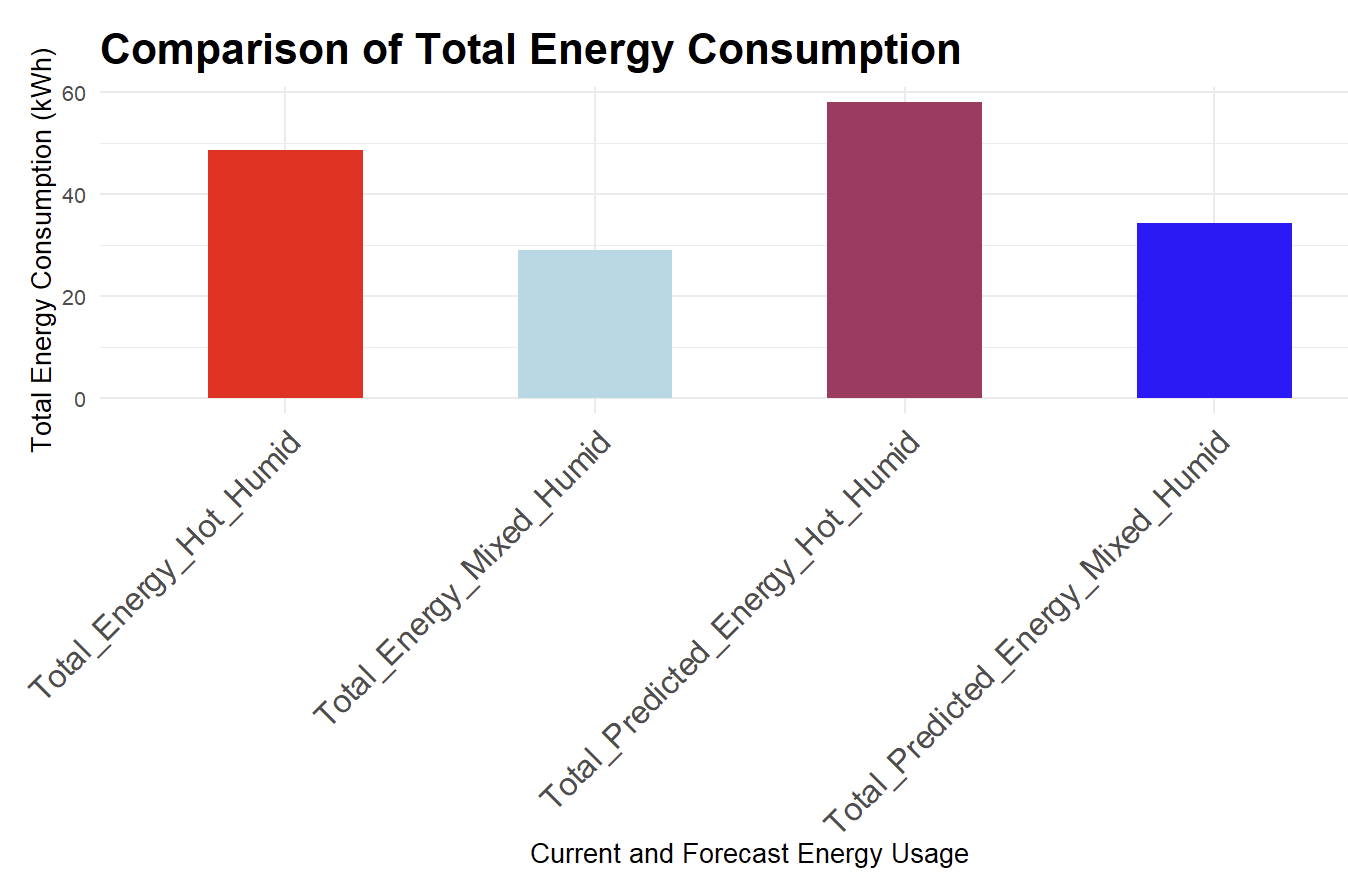 Comparison of Total Energy Consumption
Total Energy Consumption (kWh)
60
40
20
0
Total_Energy_Hot_Humid
Total_Energy_Mixed_Humid
Total_Predicted_Energy_Hot_Humid
Total_Predicted_Energy_Mixed_Humid
Current and Forecast Energy Usage